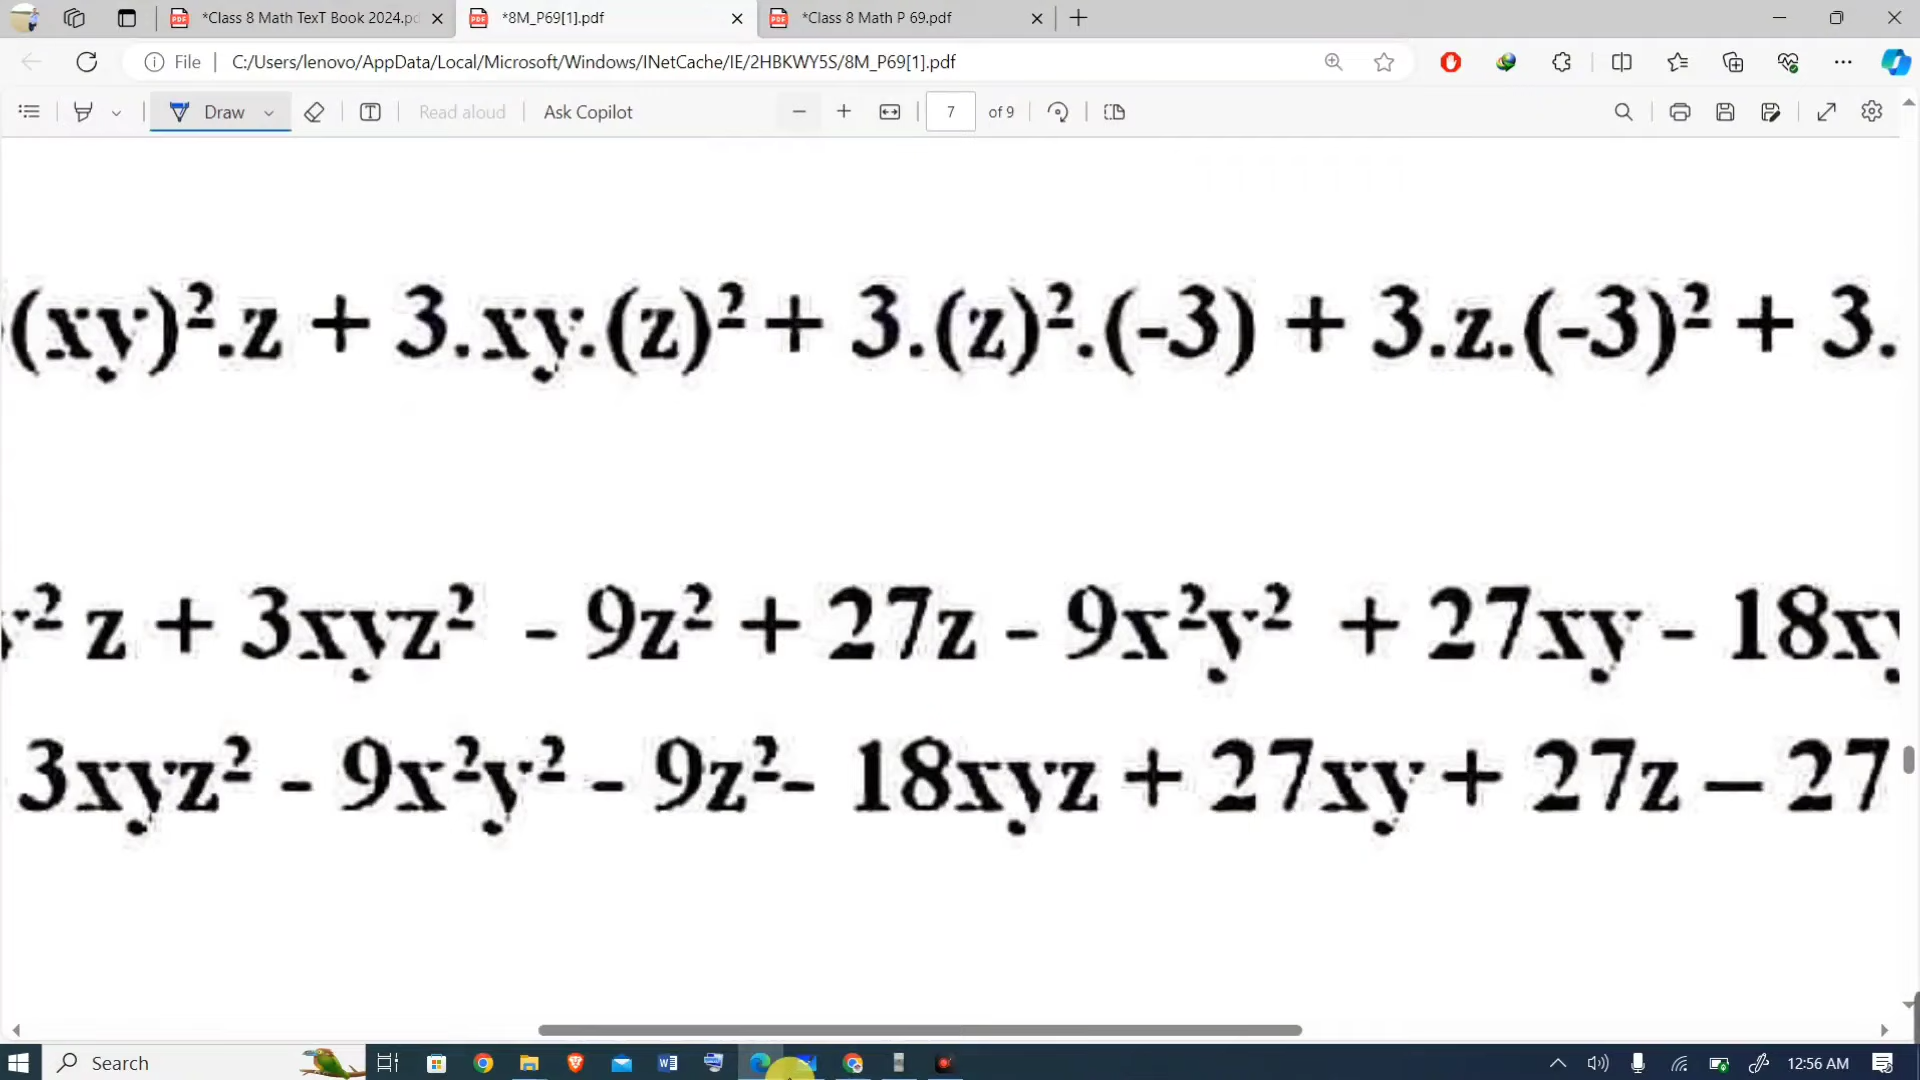 *Class 8 Math TexT Book 2024.pd
*8M_P69[1].pdf
*Class 8 Math P 69.pdf
File
C:/Users/lenovo/AppData/Local/Microsoft/Windows/INetCache/IE/2HBKWY5S/8M_P69[1].pdf
Draw
Read aloud
Ask Copilot
7 of 9
(xy)².z + 3.xy.(z)² + 3.(z)².(-3) + 3.z.(-3)² + 3.
y² z + 3xyz² - 9z² + 27z - 9x²y² + 27xy - 18xy
3xyz² - 9x²y² - 9z²- 18xyz + 27xy + 27z – 27
Search
12:56 AM